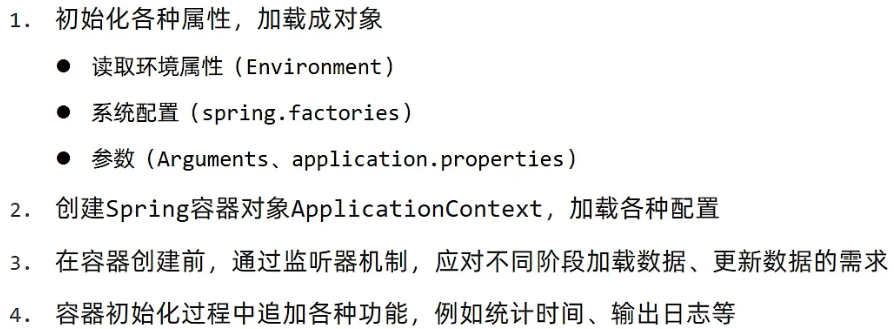 1. 初始化各种属性，加载成对象
● 读取环境属性（Environment）
● 系统配置（spring.factories）
● 参数（Arguments、application.properties）
2. 创建Spring容器对象ApplicationContext，加载各种配置
3. 在容器创建前，通过监听器机制，应对不同阶段加载数据、更新数据的需求
4. 容器初始化过程中追加各种功能，例如统计时间、输出日志等